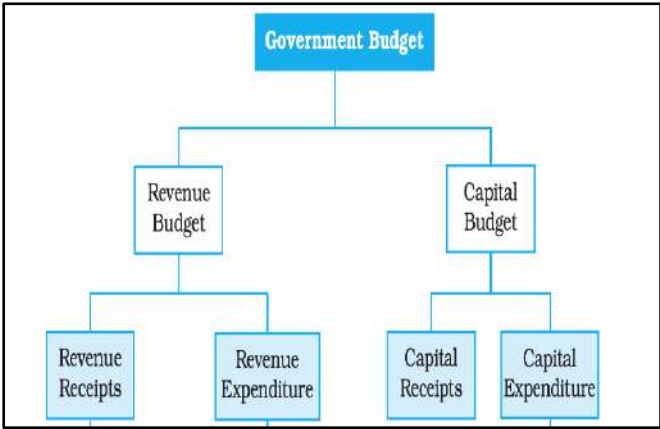 Government Budget
Revenue
Budget
Capital
Budget
Revenue
Receipts
Revenue
Expenditure
Capital
Receipts
Capital
Expenditure